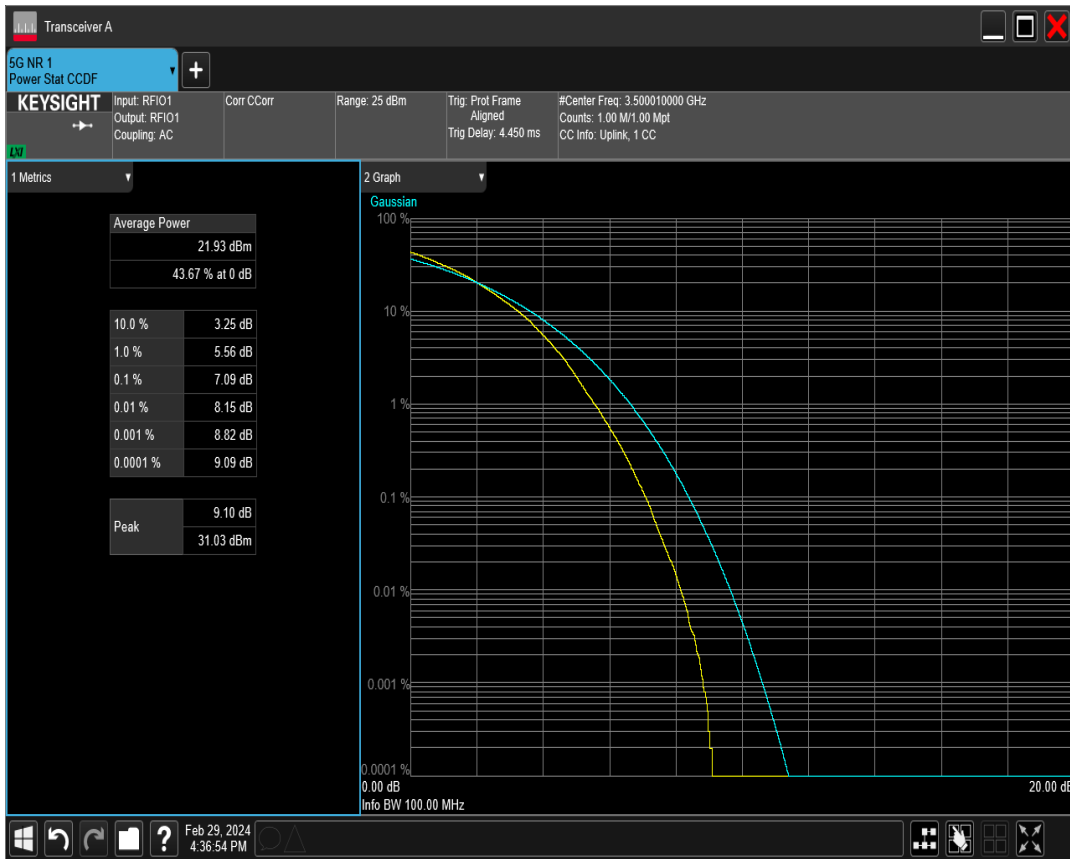 Transceiver A
5G NR 1
Power Stat CCDF
+
KEYSIGHT
LXI
Input: RFIO1
Output: RFIO1
Coupling: AC
Corr CCorr
Range: 25 dBm
Trig: Prot Frame
Aligned
Trig Delay: 4.450 ms
#Center Freq: 3.500010000 GHz
Counts: 1.00 M/1.00 Mpt
CC Info: Uplink, 1 CC
1 Metrics
Average Power
21.93 dBm
43.67 % at 0 dB
10.0 % 3.25 dB
1.0 % 5.56 dB
0.1 % 7.09 dB
0.01 % 8.15 dB
0.001 % 8.82 dB
0.0001 % 9.09 dB
Peak
9.10 dB
31.03 dBm
2 Graph
Gaussian
100 %
10 %
1 %
0.1 %
0.01 %
0.001 %
0.0001 %
0.00 dB
20.00 dB
Info BW 100.00 MHz
?
Feb 29, 2024
4:36:54 PM